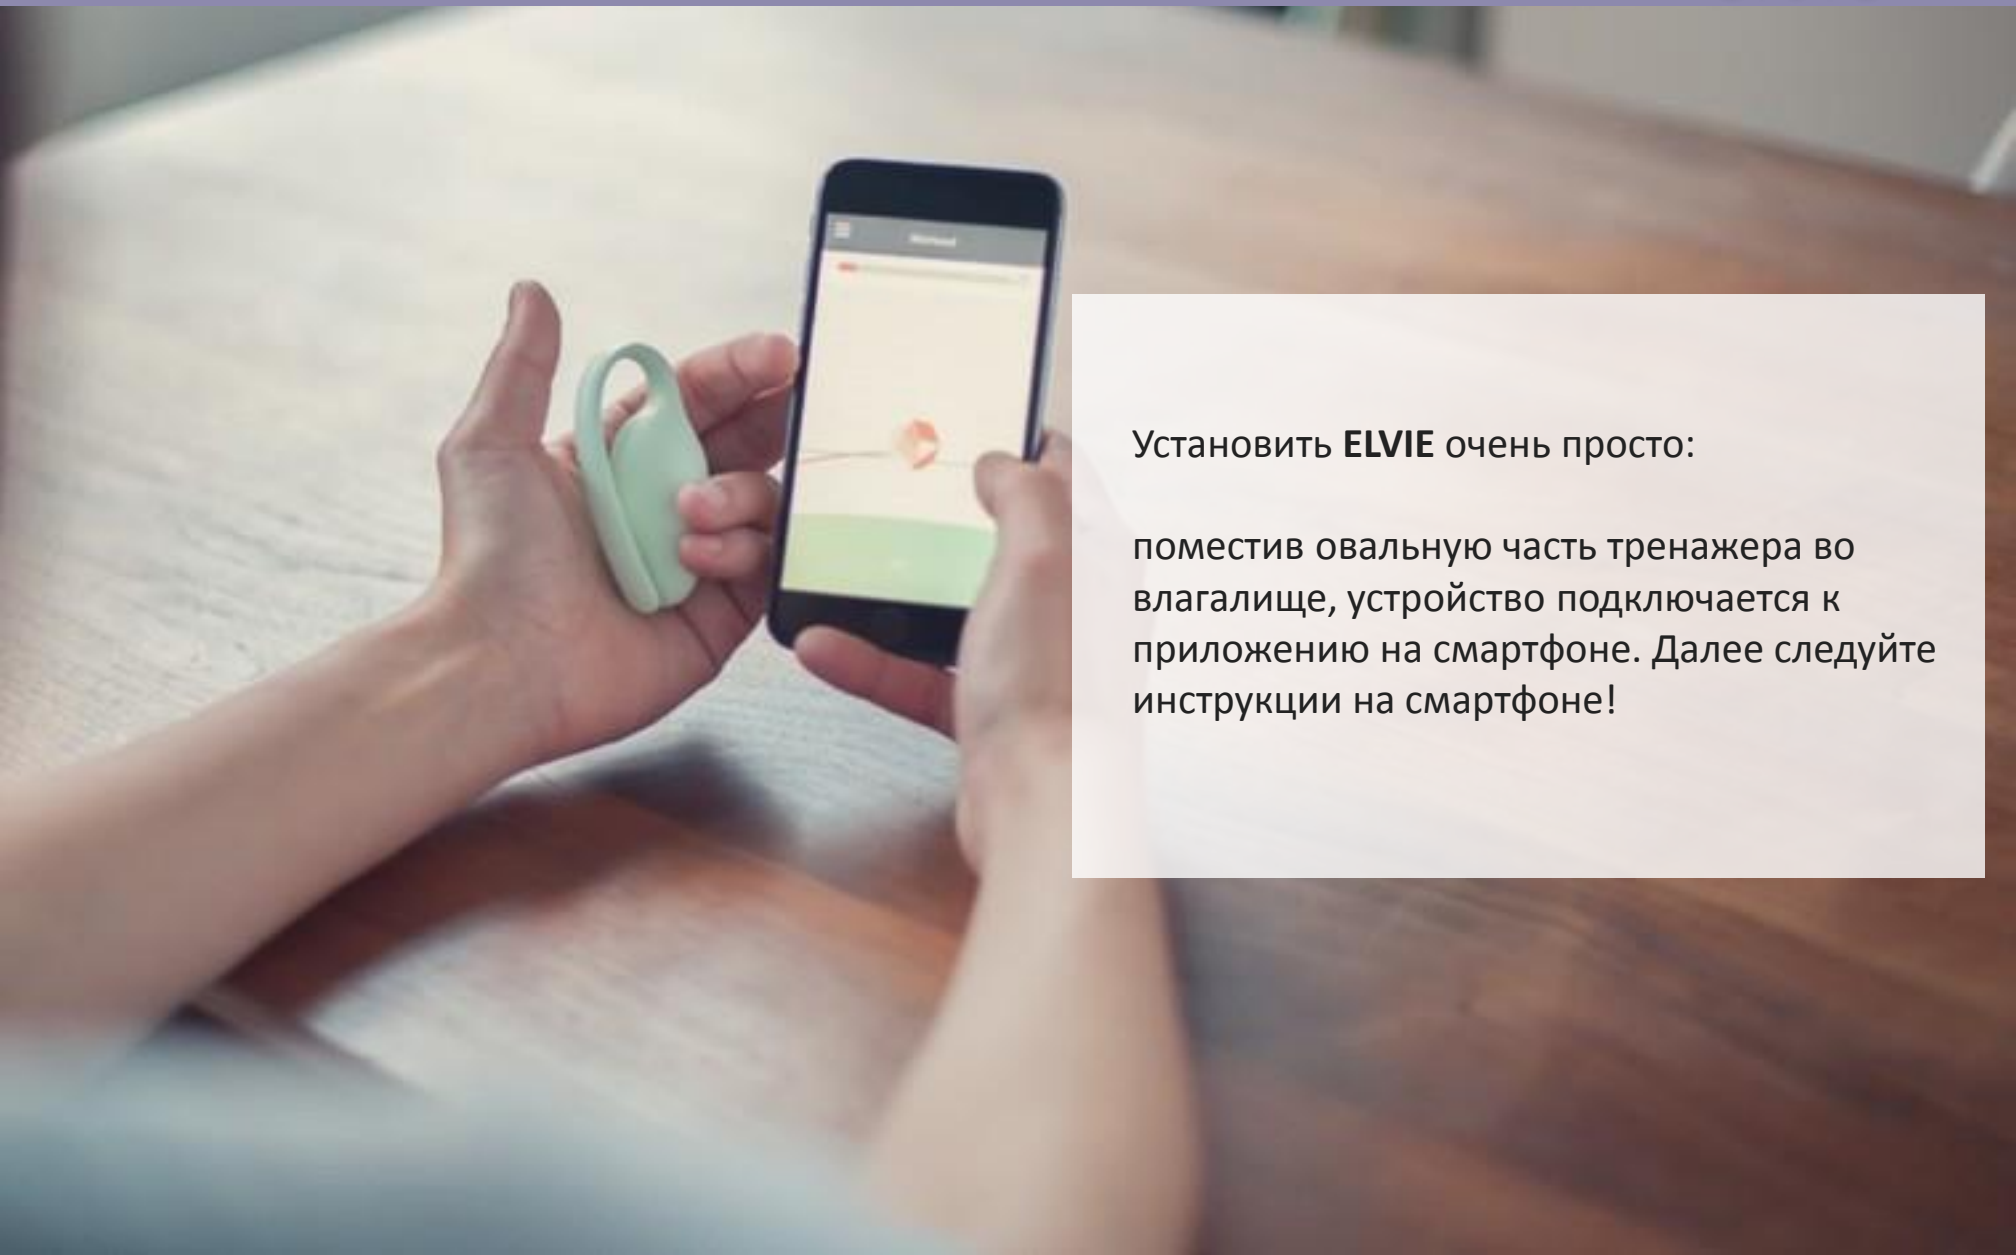 Установить ELVIE очень просто:
поместив овальную часть тренажера во
влагалище, устройство подключается к
приложению на смартфоне. Далее следуйте
инструкции на смартфоне!